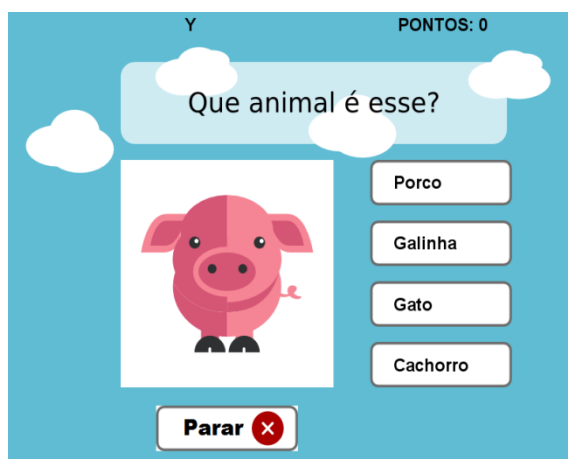 Y
PONTOS: 0
Que animal é esse?
Porco
Galinha
Gato
Cachorro
Parar